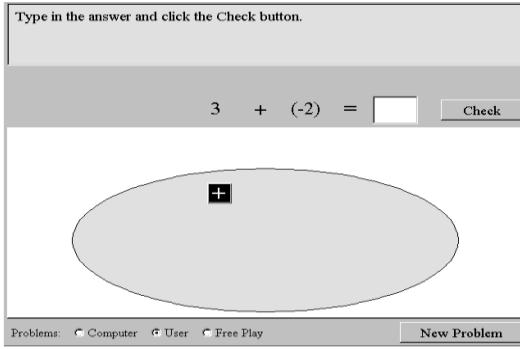 Type in the answer and click the Check button.
3 + (-2) = Check
+
Problems: Computer User Free Play New Problem